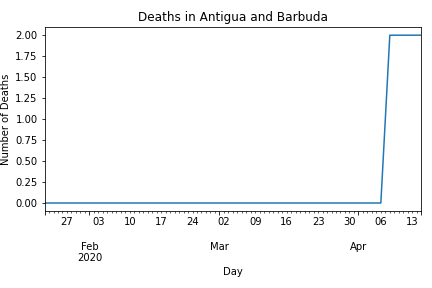 Deaths in Antigua and Barbuda
2.00
1.75
1.50
1.25
1.00
0.75
0.50
0.25
0.00
Number of Deaths
27 03 10 17 24 02 09 16 23 30 06 13
Feb Mar Apr
2020
Day